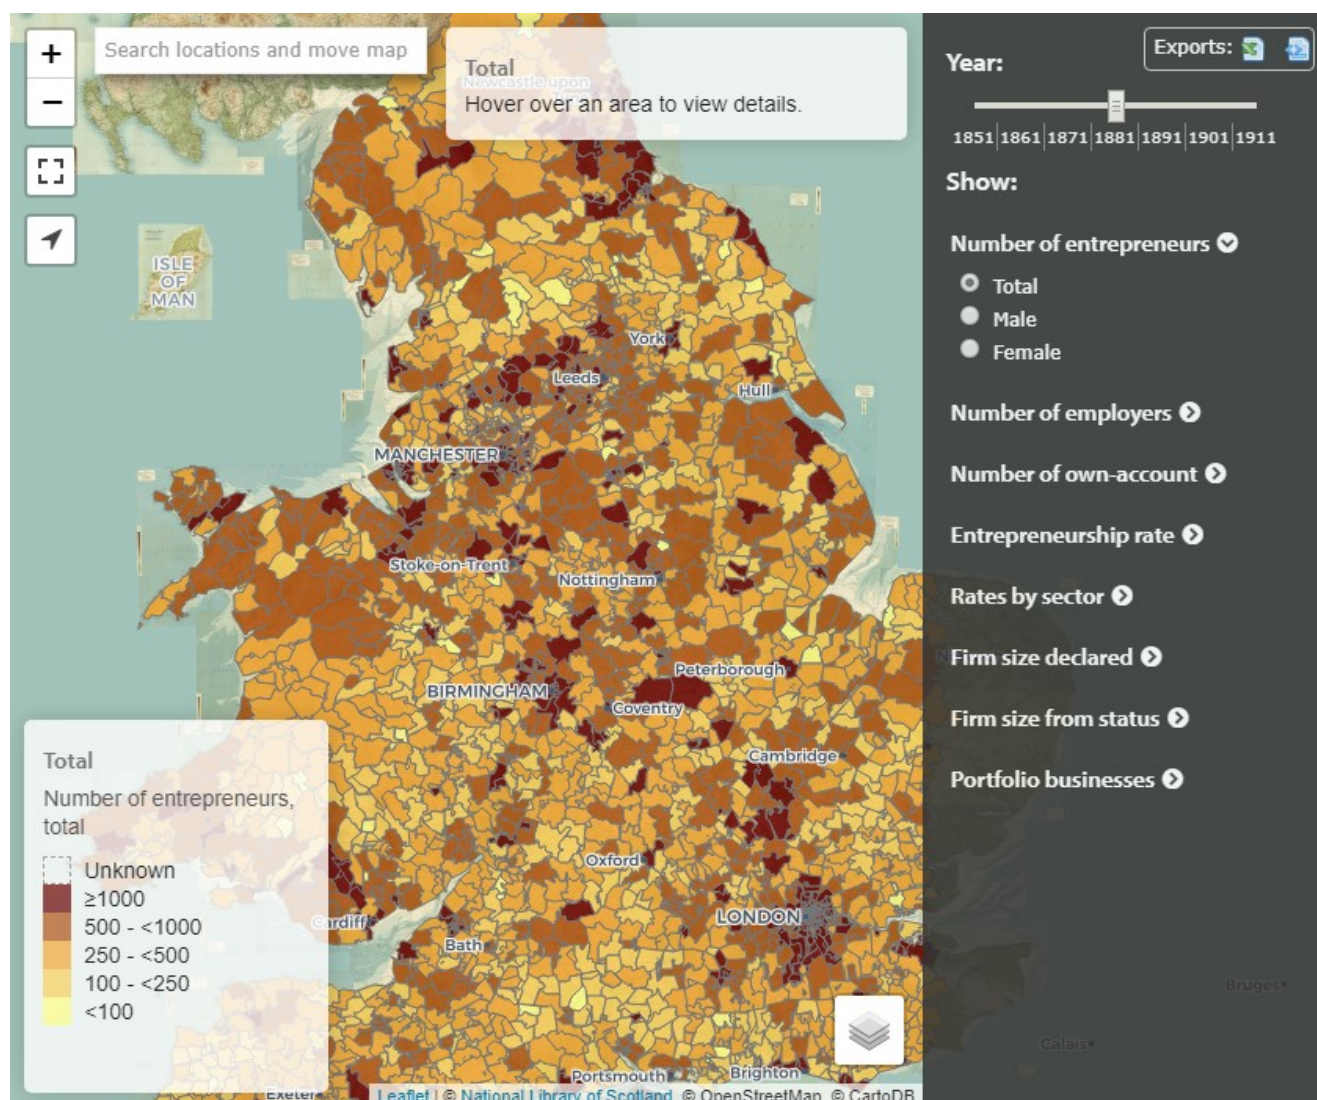 +
Search locations and move map
−
Total
Newcastle upon
Hover over an area to view details.
Exports:
Year:
1851 1861 1871 1881 1891 1901 1911
Show:
Number of entrepreneurs
Total
Male
Female
Number of employers
Number of own-account
Entrepreneurship rate
Rates by sector
Firm size declared
Firm size from status
Portfolio businesses
ISLE
OF
MAN
York
Leeds
Hull
MANCHESTER
Stoke-on-Trent
Nottingham
Peterborough
BIRMINGHAM
Coventry
Cambridge
Oxford
LONDON
Cardiff
Bath
Portsmouth
Brighton
Exeter
Bruges
Calais
Total
Number of entrepreneurs,
total
Unknown
≥1000
500 - <1000
250 - <500
100 - <250
<100
Leaflet | © National Library of Scotland, © OpenStreetMap, © CartoDB